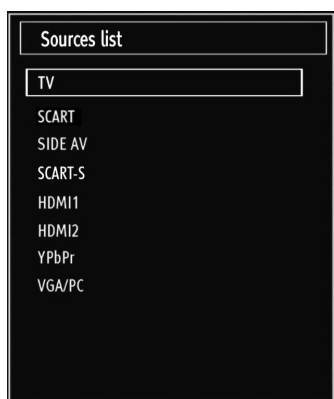 Sources list
TV
SCART
SIDE AV
SCART-S
HDMI1
HDMI2
YPbPr
VGA/PC